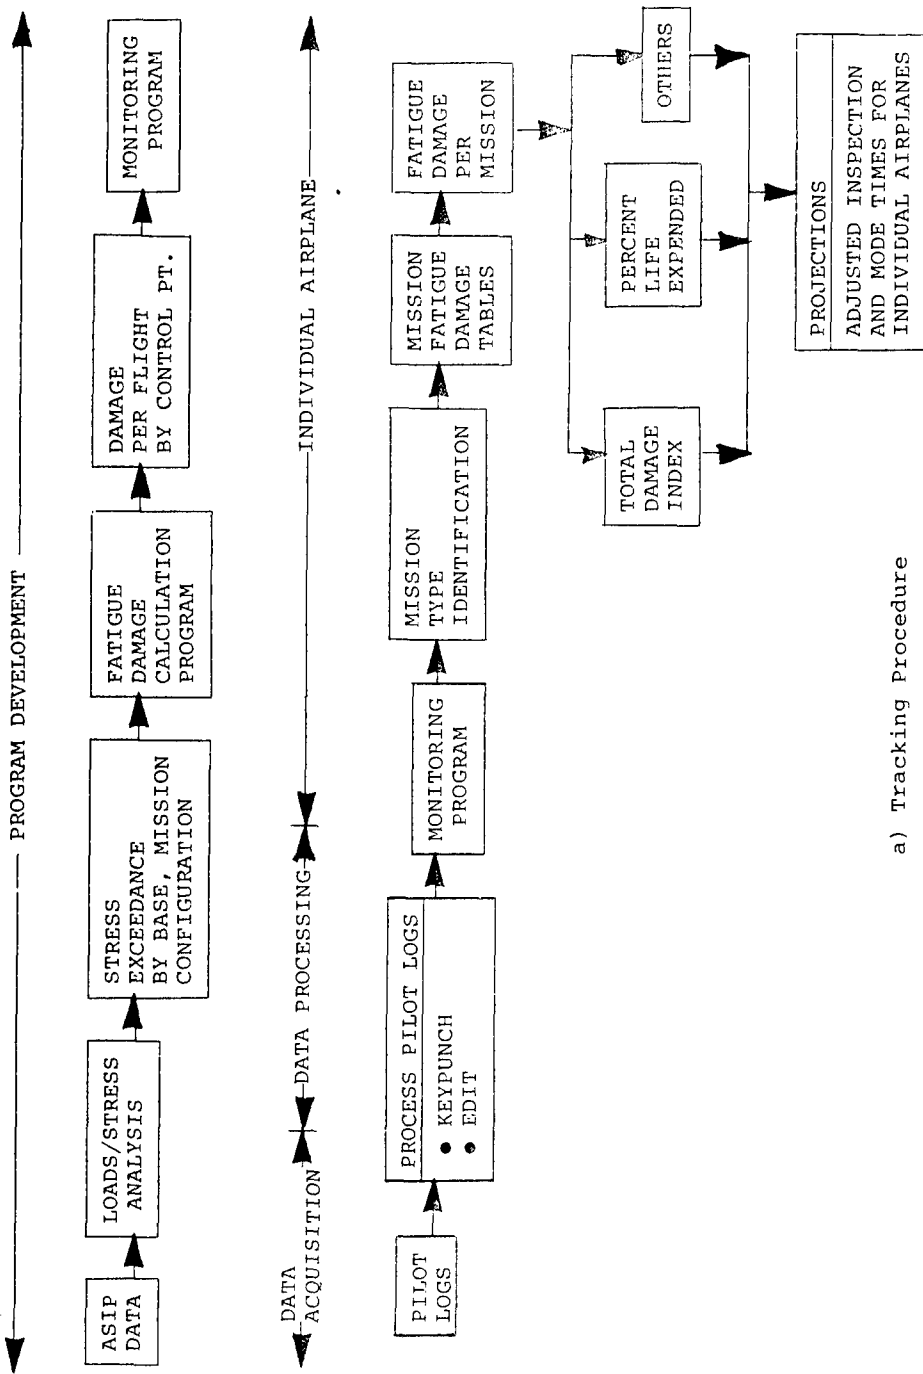 PROGRAM DEVELOPMENT
ASIP
DATA
LOADS/STRESS
ANALYSIS
STRESS
EXCEEDANCE
BY BASE, MISSION
CONFIGURATION
FATIGUE
DAMAGE
CALCULATION
PROGRAM
DAMAGE
PER FLIGHT
BY CONTROL PT.
MONITORING
PROGRAM
DATA
ACQUISITION
DATA PROCESSING
INDIVIDUAL AIRPLANE
PILOT
LOGS
PROCESS PILOT LOGS
● KEYPUNCH
● EDIT
MONITORING
PROGRAM
MISSION
TYPE
IDENTIFICATION
MISSION
FATIGUE
DAMAGE
TABLES
FATIGUE
DAMAGE
PER
MISSION
TOTAL
DAMAGE
INDEX
PERCENT
LIFE
EXPENDED
OTHERS
PROJECTIONS
ADJUSTED INSPECTION
AND MODE TIMES FOR
INDIVIDUAL AIRPLANES
a) Tracking Procedure